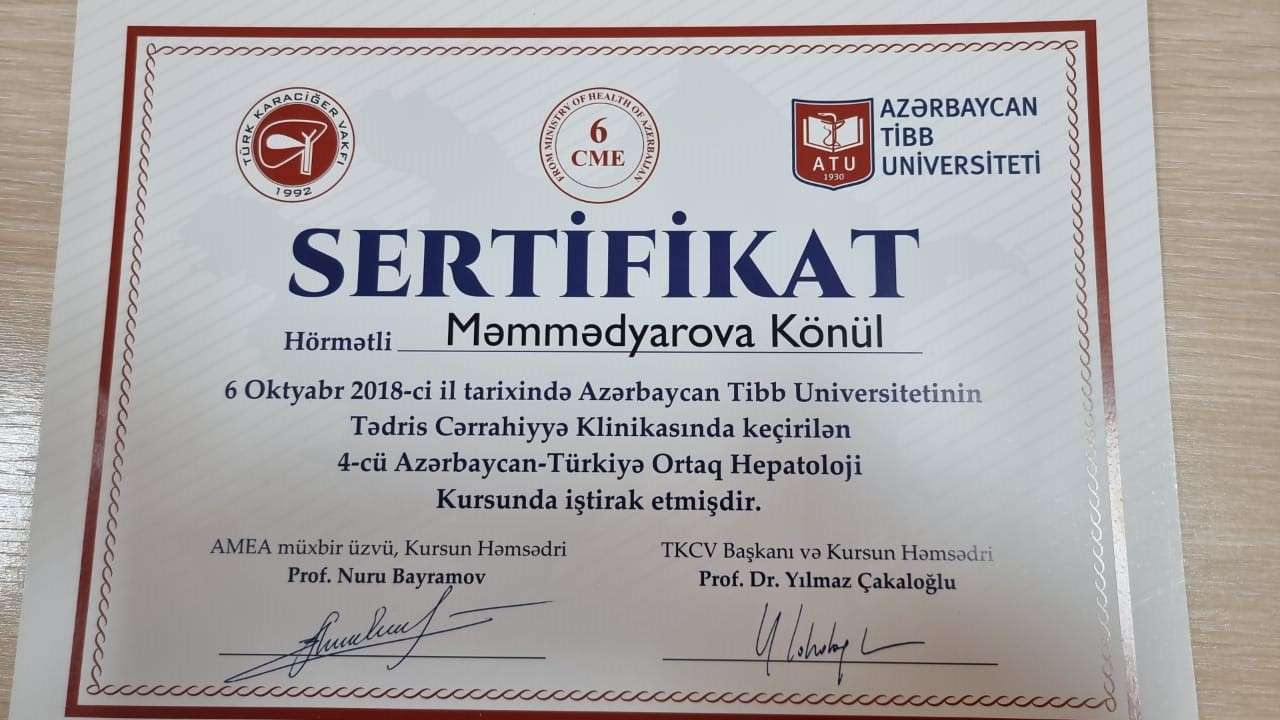 TÜRK KARACİĞER VAKFI
1992
FROM MINISTRY OF HEALTH OF AZERBAIJAN
6
CME
ATU
1930
AZƏRBAYCAN
TİBB
UNİVERSİTETİ
SERTİFİKAT
Hörmətli Məmmədyarova Könül
6 Oktyabr 2018-ci il tarixində Azərbaycan Tibb Universitetinin
Tədris Cərrahiyyə Klinikasında keçirilən
4-cü Azərbaycan-Türkiyə Ortaq Hepatoloji
Kursunda iştirak etmişdir.
AMEA müxbir üzvü, Kursun Həmsədri
Prof. Nuru Bayramov
TKCV Başkanı və Kursun Həmsədri
Prof. Dr. Yılmaz Çakaloğlu